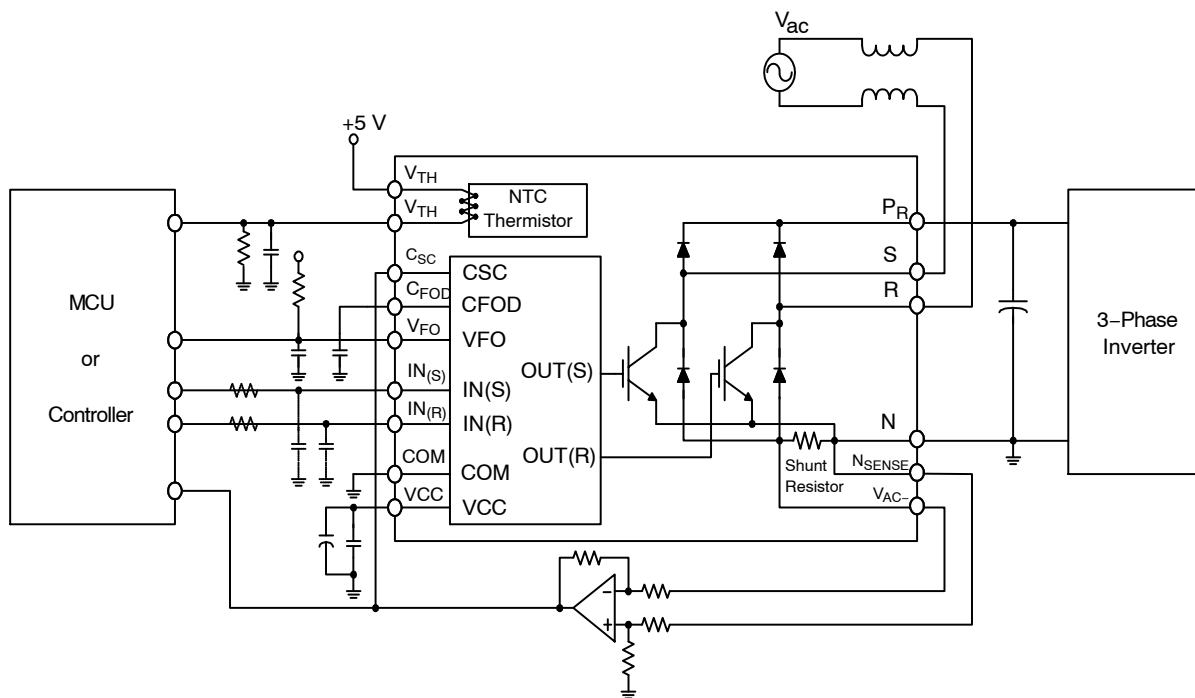 Vac
+5 V
VTH
VTH
NTC
Thermistor
CSC
CFOD
VFO
IN(S)
IN(R)
COM
VCC
CSC
CFOD
VFO
IN(S)
IN(R)
COM
VCC
OUT(S)
OUT(R)
MCU
or
Controller
PR
S
R
N
NSENSE
VAC−
Shunt
Resistor
3−Phase
Inverter
−
+